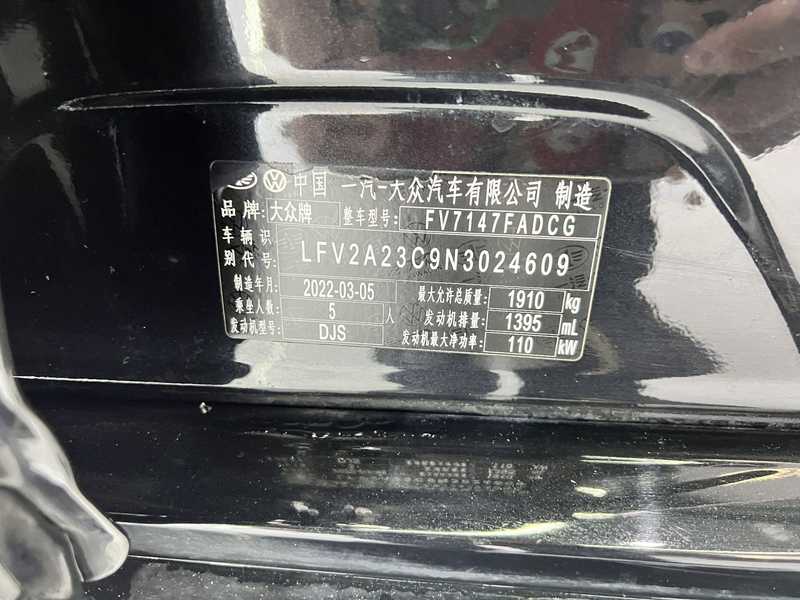 中国 一汽-大众汽车有限公司 制造
品牌: 大众牌 整车型号: FV7147FADCG
车辆识别代号: LFV2A23C9N3024609
制造年月: 2022-03-05 最大允许总质量: 1910 kg
乘坐人数: 5 人 发动机排量: 1395 mL
发动机型号: DJS 发动机最大净功率: 110 kW